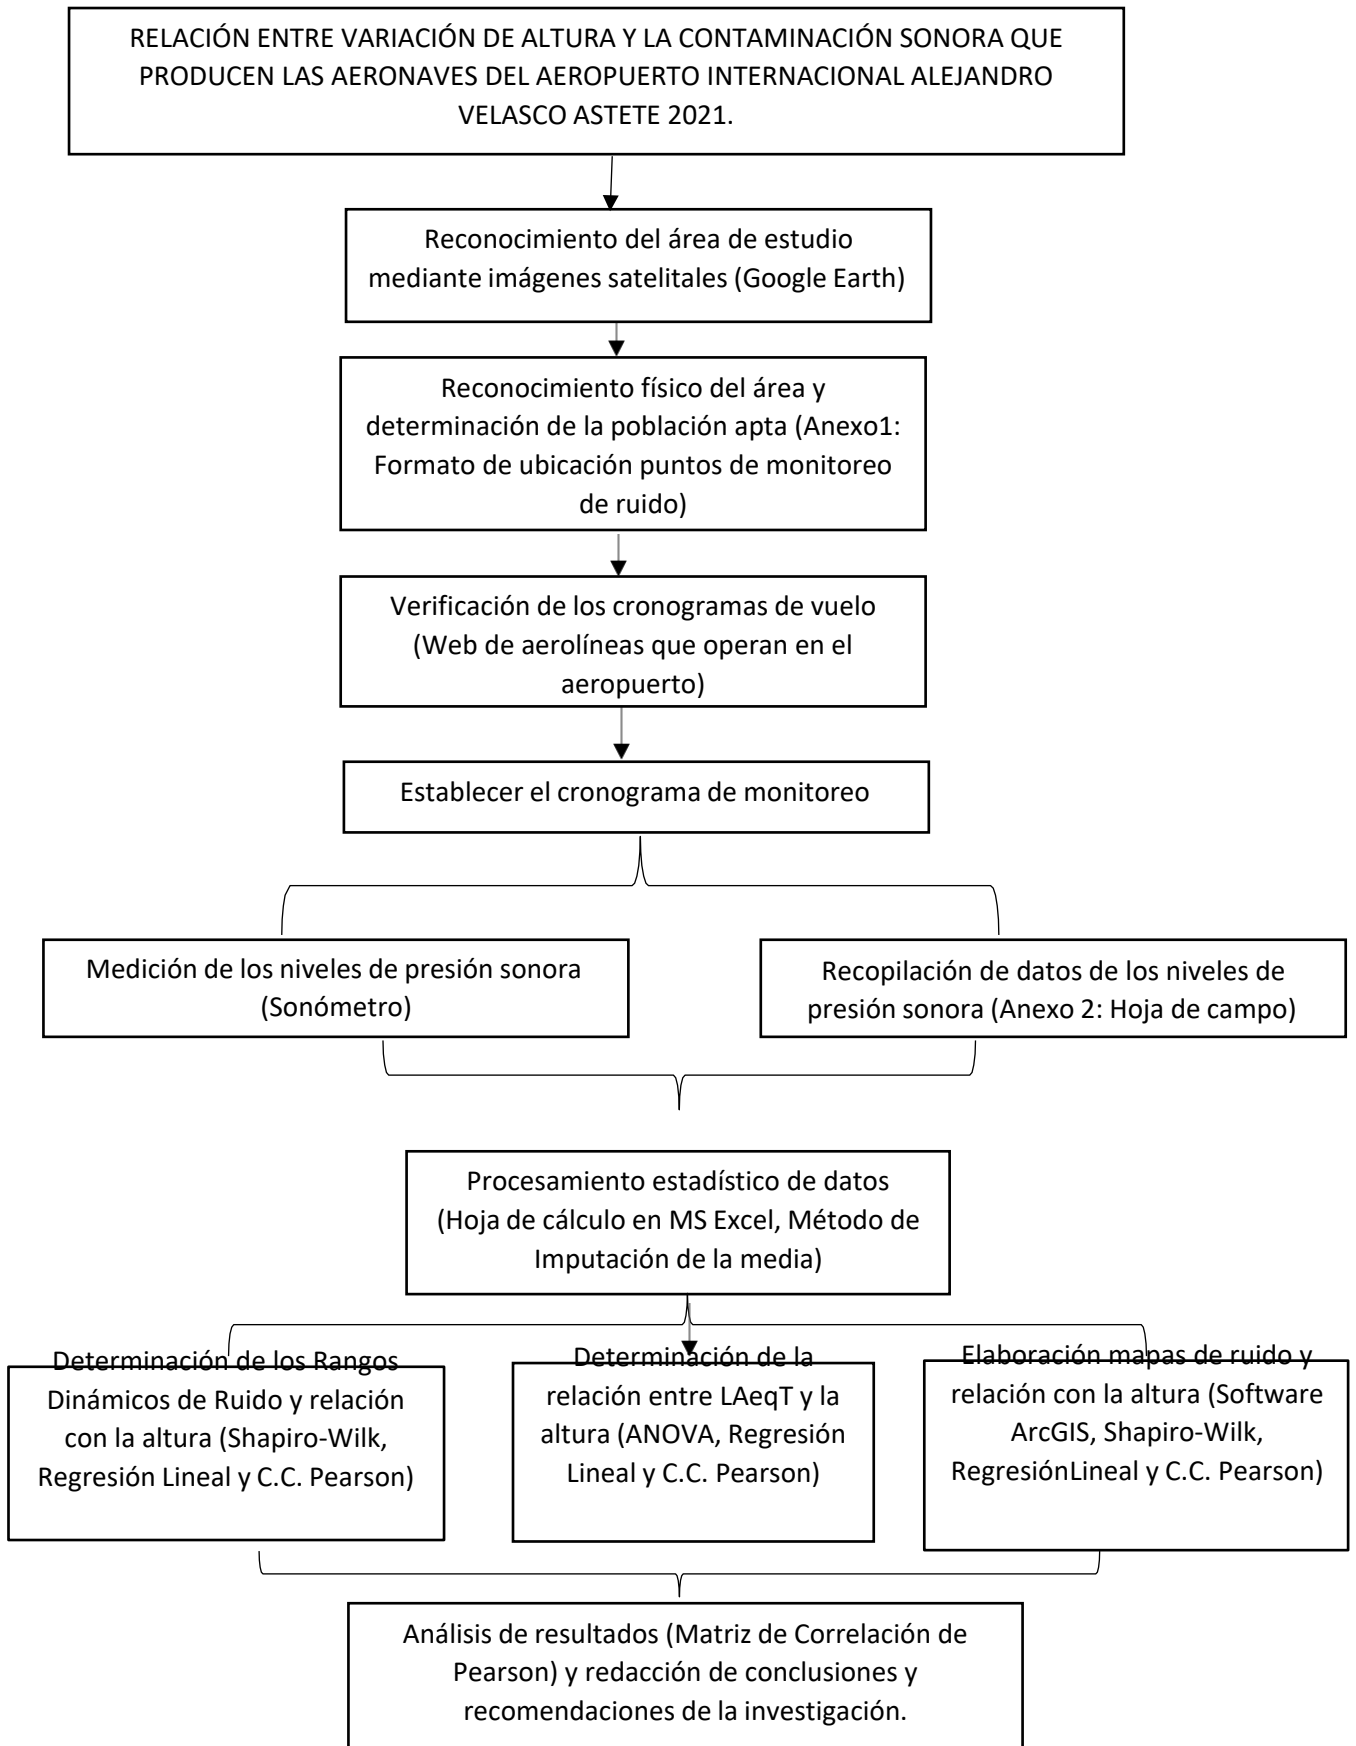 RELACIÓN ENTRE VARIACIÓN DE ALTURA Y LA CONTAMINACIÓN SONORA QUE
PRODUCEN LAS AERONAVES DEL AEROPUERTO INTERNACIONAL ALEJANDRO
VELASCO ASTETE 2021.
Reconocimiento del área de estudio
mediante imágenes satelitales (Google Earth)
Reconocimiento físico del área y
determinación de la población apta (Anexo1:
Formato de ubicación puntos de monitoreo
de ruido)
Verificación de los cronogramas de vuelo
(Web de aerolíneas que operan en el
aeropuerto)
Establecer el cronograma de monitoreo
Medición de los niveles de presión sonora
(Sonómetro)
Recopilación de datos de los niveles de
presión sonora (Anexo 2: Hoja de campo)
Procesamiento estadístico de datos
(Hoja de cálculo en MS Excel, Método de
Imputación de la media)
Determinación de los Rangos
Dinámicos de Ruido y relación
con la altura (Shapiro-Wilk,
Regresión Lineal y C.C. Pearson)
Determinación de la
relación entre LAeqT y la
altura (ANOVA, Regresión
Lineal y C.C. Pearson)
Elaboración mapas de ruido y
relación con la altura (Software
ArcGIS, Shapiro-Wilk,
RegresiónLineal y C.C. Pearson)
Análisis de resultados (Matriz de Correlación de
Pearson) y redacción de conclusiones y
recomendaciones de la investigación.